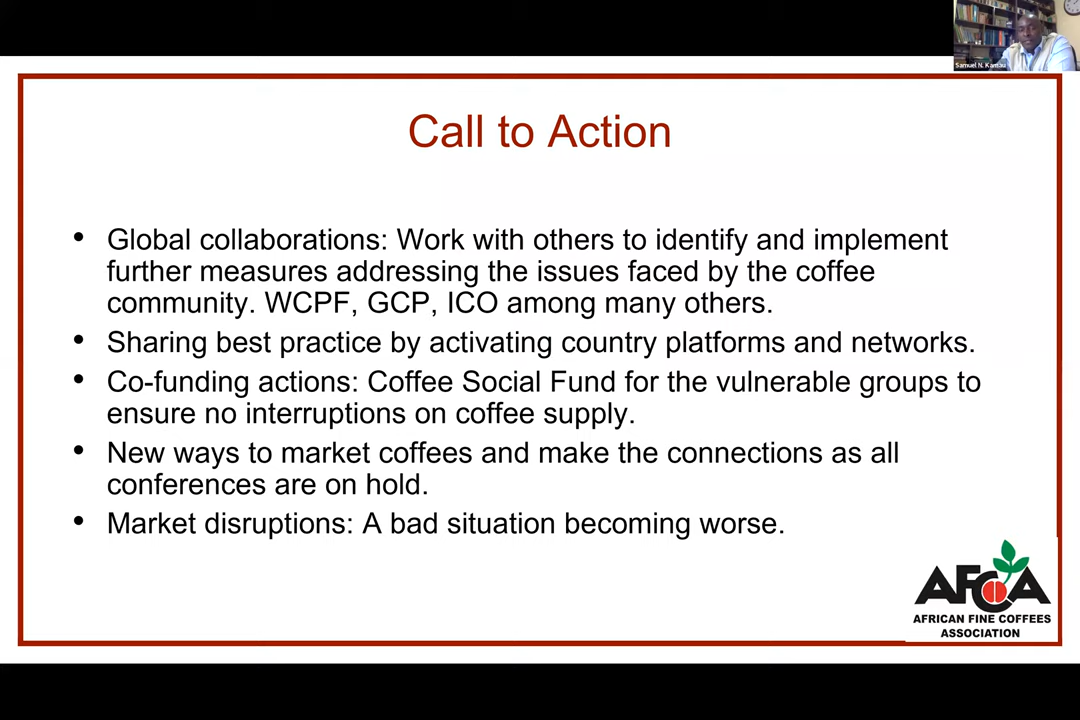 Samuel N. Kamau
Call to Action
• Global collaborations: Work with others to identify and implement
further measures addressing the issues faced by the coffee
community. WCPF, GCP, ICO among many others.
• Sharing best practice by activating country platforms and networks.
• Co-funding actions: Coffee Social Fund for the vulnerable groups to
ensure no interruptions on coffee supply.
• New ways to market coffees and make the connections as all
conferences are on hold.
• Market disruptions: A bad situation becoming worse.
AFCA
AFRICAN FINE COFFEES
ASSOCIATION